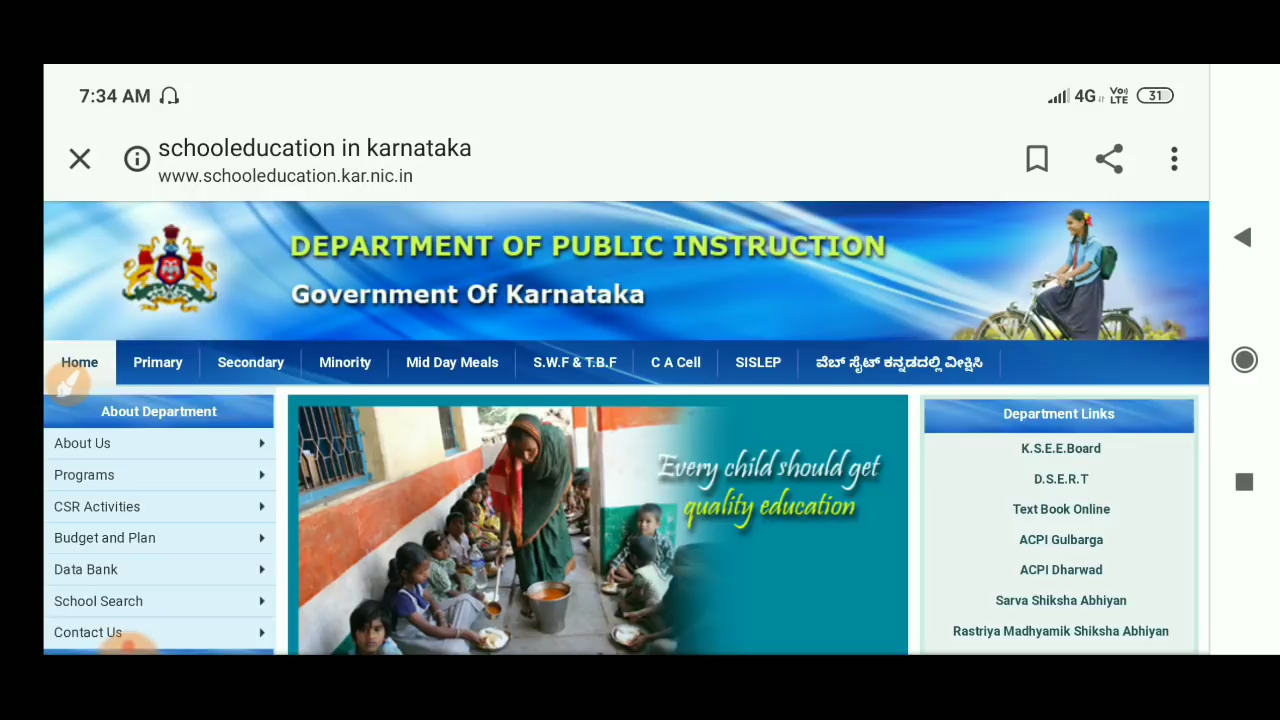 7:34 AM
4G
Vo)) LTE
31
schooleducation in karnataka
www.schooleducation.kar.nic.in
DEPARTMENT OF PUBLIC INSTRUCTION
Government Of Karnataka
Home Primary Secondary Minority Mid Day Meals S.W.F & T.B.F C A Cell SISLEP ವೆಬ್ ಸೈಟ್ ಕನ್ನಡದಲ್ಲಿ ವೀಕ್ಷಿಸಿ
About Department
About Us
Programs
CSR Activities
Budget and Plan
Data Bank
School Search
Contact Us
Every child should get
quality education
Department Links
K.S.E.E.Board
D.S.E.R.T
Text Book Online
ACPI Gulbarga
ACPI Dharwad
Sarva Shiksha Abhiyan
Rastriya Madhyamik Shiksha Abhiyan